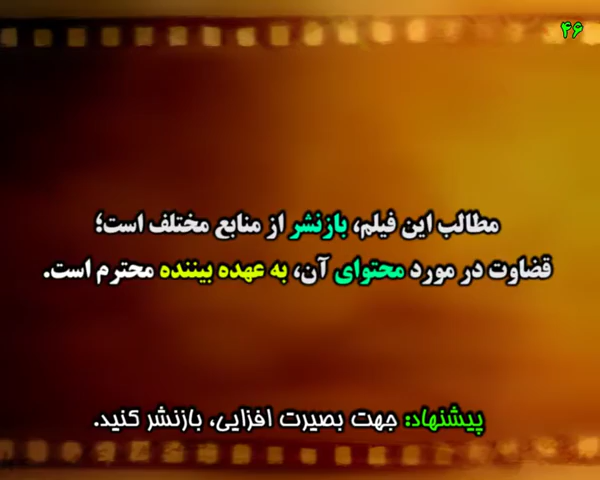 ۴۶
مطالب این فیلم، بازنشر از منابع مختلف است؛
قضاوت در مورد محتوای آن، به عهده بیننده محترم است.
پیشنهاد: جهت بصیرت افزایی، بازنشر کنید.